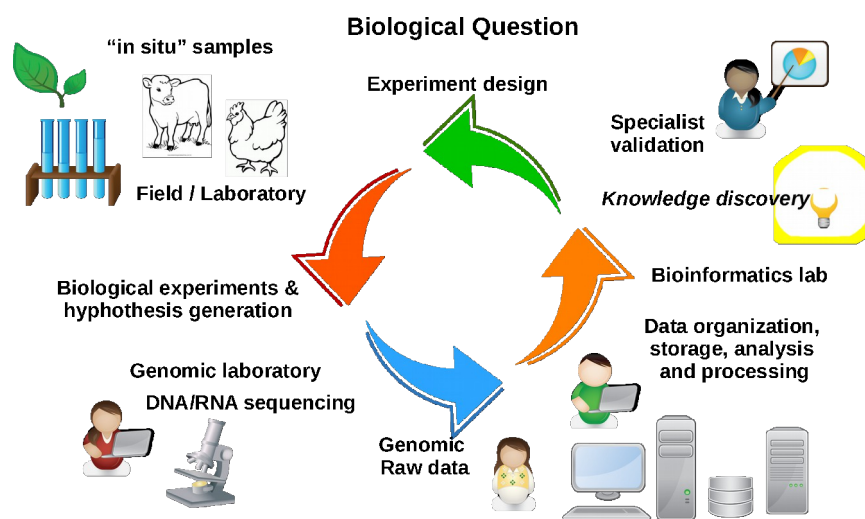 Biological Question
“in situ” samples
Experiment design
Specialist
validation
Field / Laboratory
Knowledge discovery
Biological experiments &
hyphothesis generation
Bioinformatics lab
Data organization,
storage, analysis
and processing
Genomic laboratory
DNA/RNA sequencing
Genomic
Raw data